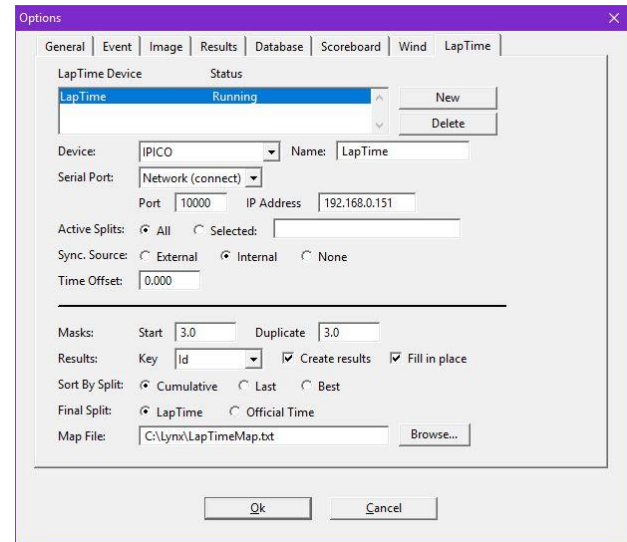 Options
General Event Image Results Database Scoreboard Wind LapTime
LapTime Device Status
LapTime Running
New
Delete
Device: IPICO Name: LapTime
Serial Port: Network (connect)
Port 10000 IP Address 192.168.0.151
Active Splits: All Selected:
Sync. Source: External Internal None
Time Offset: 0.000
Masks: Start 3.0 Duplicate 3.0
Results: Key Id Create results Fill in place
Sort By Split: Cumulative Last Best
Final Split: LapTime Official Time
Map File: C:\Lynx\LapTimeMap.txt Browse...
Ok Cancel